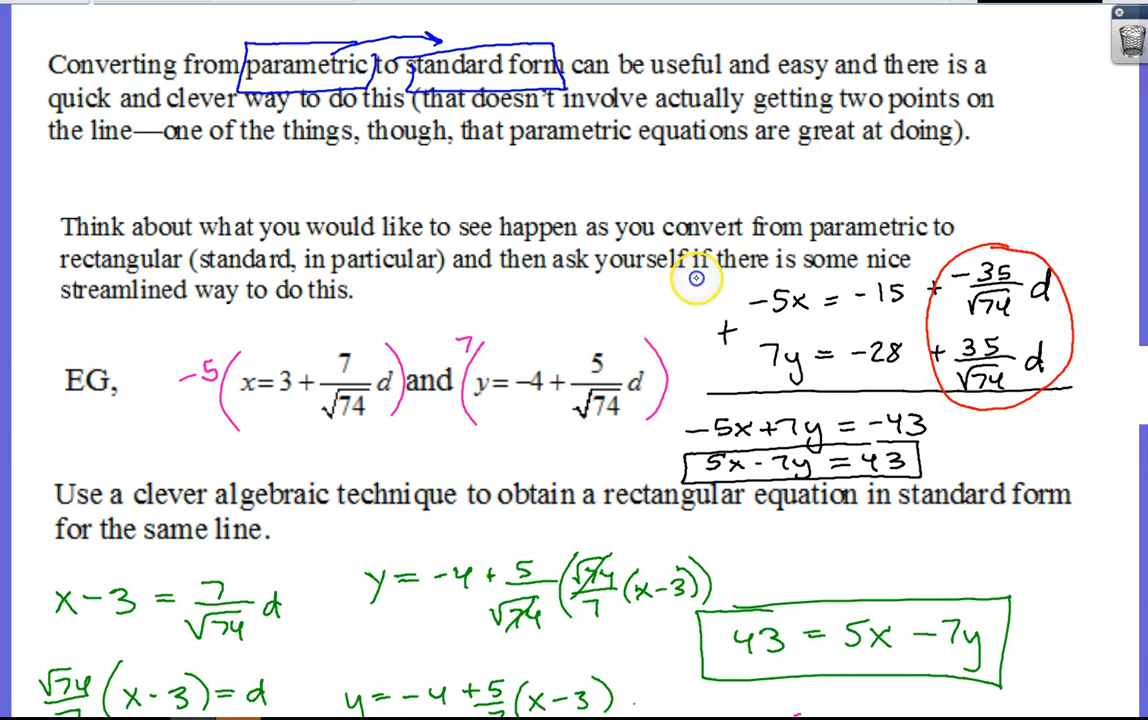 Converting from parametric to standard form can be useful and easy and there is a
quick and clever way to do this (that doesn't involve actually getting two points on
the line—one of the things, though, that parametric equations are great at doing).
Think about what you would like to see happen as you convert from parametric to
rectangular (standard, in particular) and then ask yourself if there is some nice
streamlined way to do this.
-5x = -15 + -35/√74 d
+ 7y = -28 + 35/√74 d
-5x+7y = -43
5x-7y = 43
EG, -5( x=3+ 7/√74 d ) and 7( y=-4+ 5/√74 d )
Use a clever algebraic technique to obtain a rectangular equation in standard form
for the same line.
x-3 = 7/√74 d
√74/7 (x-3) = d
y = -4 + 5/√74 (√74/7 (x-3))
y = -4 + 5/7 (x-3)
43 = 5x -7y